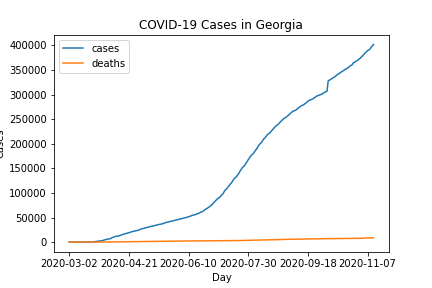 COVID-19 Cases in Georgia
cases
deaths
400000
350000
300000
250000
200000
150000
100000
50000
0
cases
2020-03-02 2020-04-21 2020-06-10 2020-07-30 2020-09-18 2020-11-07
Day